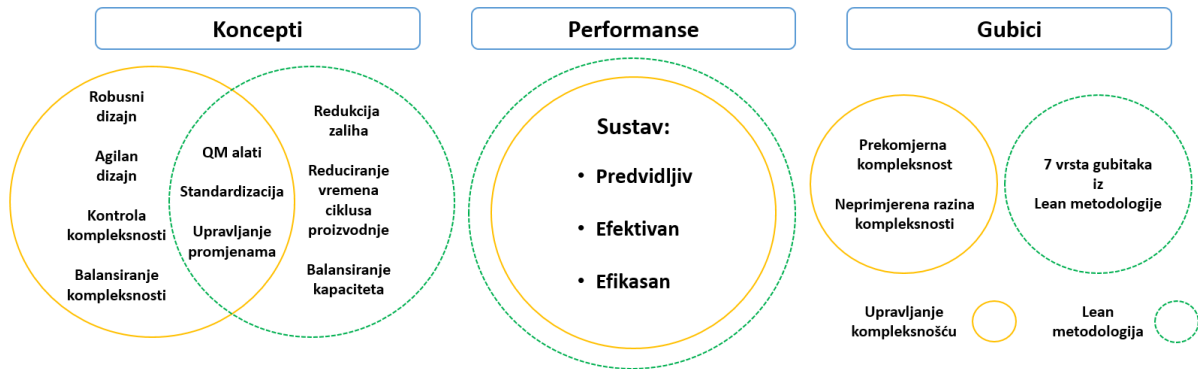 Koncepti
Performanse
Gubici
Robusni
dizajn
Agilan
dizajn
Kontrola
kompleksnosti
Balansiranje
kompleksnosti
QM alati
Standardizacija
Upravljanje
promjenama
Redukcija
zaliha
Reduciranje
vremena
ciklusa
proizvodnje
Balansiranje
kapaciteta
Sustav:
• Predvidljiv
• Efektivan
• Efikasan
Prekomjerna
kompleksnost
Neprimjerena razina
kompleksnosti
7 vrsta gubitaka
iz
Lean metodologije
Upravljanje
kompleksnošću
Lean
metodologija